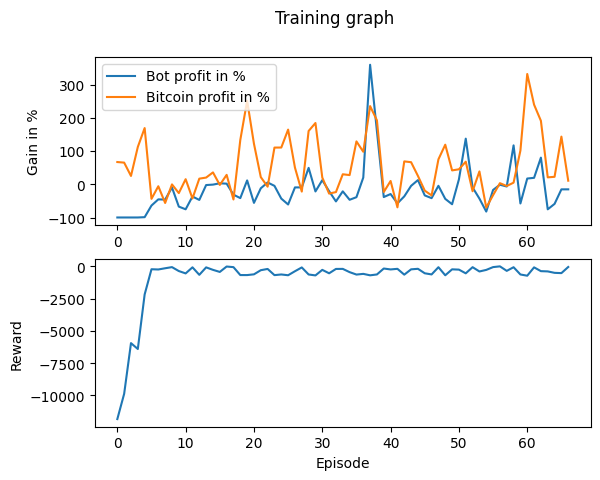 Training graph
Gain in %
300
200
100
0
−100
Bot profit in %
Bitcoin profit in %
0 10 20 30 40 50 60
Reward
0
−2500
−5000
−7500
−10000
0 10 20 30 40 50 60
Episode